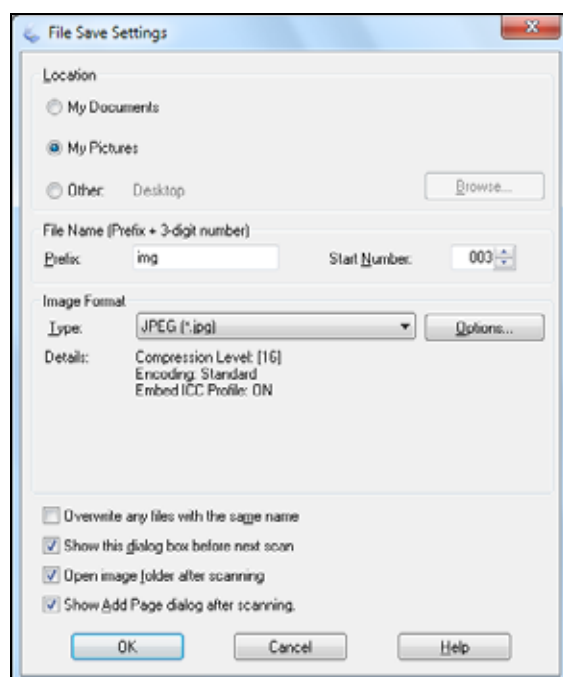 File Save Settings
Location
My Documents
My Pictures
Other: Desktop Browse...
File Name (Prefix + 3-digit number)
Prefix: img Start Number: 003
Image Format
Type: JPEG (*.jpg) Options...
Details: Compression Level: [16]
Encoding: Standard
Embed ICC Profile: ON
Overwrite any files with the same name
Show this dialog box before next scan
Open image folder after scanning
Show Add Page dialog after scanning.
OK Cancel Help